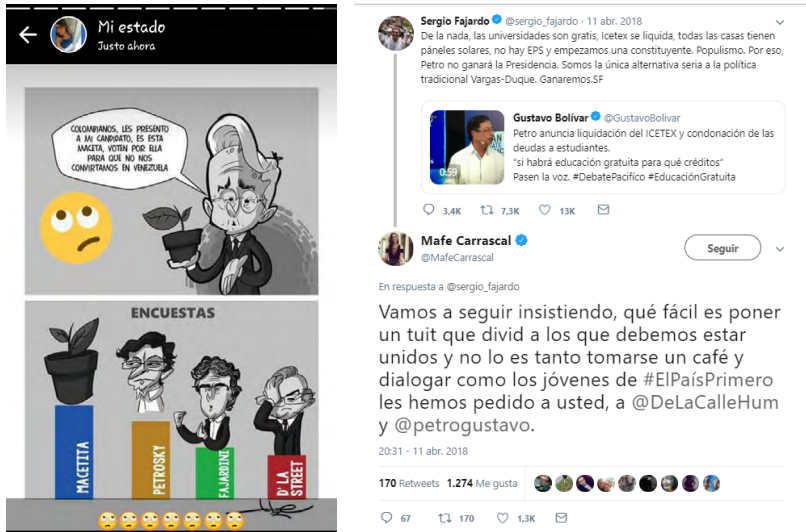 Mi estado
Justo ahora
COLOMBIANOS, LES PRESENTO
A MI CANDIDATO, ES ESTA
MACETA, VOTEN POR ELLA
PARA QUE NO NOS
CONVIRTAMOS EN VENEZUELA
ENCUESTAS
MACETITA
PETROSKY
FAJARDINI
D' LA STREET
Sergio Fajardo @sergio_fajardo · 11 abr. 2018
De la nada, las universidades son gratis, Icetex se liquida, todas las casas tienen
páneles solares, no hay EPS y empezamos una constituyente. Populismo. Por eso,
Petro no ganará la Presidencia. Somos la única alternativa seria a la política
tradicional Vargas-Duque. Ganaremos.SF
Gustavo Bolívar @GustavoBolivar
Petro anuncia liquidación del ICETEX y condonación de las
deudas a estudiantes.
"si habrá educación gratuita para qué créditos"
Pasen la voz. #DebatePacífico #EducaciónGratuita
0:59
3,4K 7,3K 13K
Mafe Carrascal
@MafeCarrascal
Seguir
En respuesta a @sergio_fajardo
Vamos a seguir insistiendo, qué fácil es poner
un tuit que divid a los que debemos estar
unidos y no lo es tanto tomarse un café y
dialogar como los jóvenes de #ElPaísPrimero
les hemos pedido a usted, a @DeLaCalleHum
y @petrogustavo.
20:31 - 11 abr. 2018
170 Retweets 1.274 Me gusta
67 170 1,3K